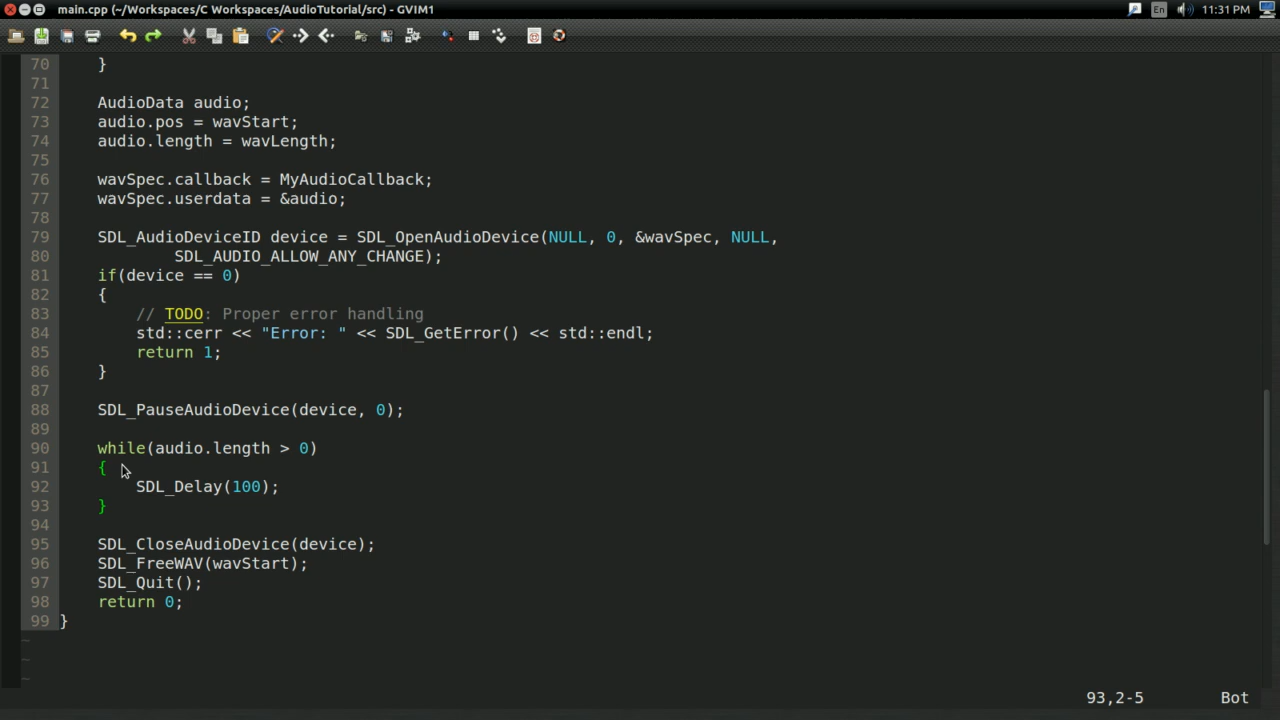 main.cpp (~/Workspaces/C Workspaces/AudioTutorial/src) - GVIM1
En
11:31 PM
70 }
71
72 AudioData audio;
73 audio.pos = wavStart;
74 audio.length = wavLength;
75
76 wavSpec.callback = MyAudioCallback;
77 wavSpec.userdata = &audio;
78
79 SDL_AudioDeviceID device = SDL_OpenAudioDevice(NULL, 0, &wavSpec, NULL,
80 SDL_AUDIO_ALLOW_ANY_CHANGE);
81 if(device == 0)
82 {
83 // TODO: Proper error handling
84 std::cerr << "Error: " << SDL_GetError() << std::endl;
85 return 1;
86 }
87
88 SDL_PauseAudioDevice(device, 0);
89
90 while(audio.length > 0)
91 {
92 SDL_Delay(100);
93 }
94
95 SDL_CloseAudioDevice(device);
96 SDL_FreeWAV(wavStart);
97 SDL_Quit();
98 return 0;
99 }
~
~
~
93,2-5 Bot